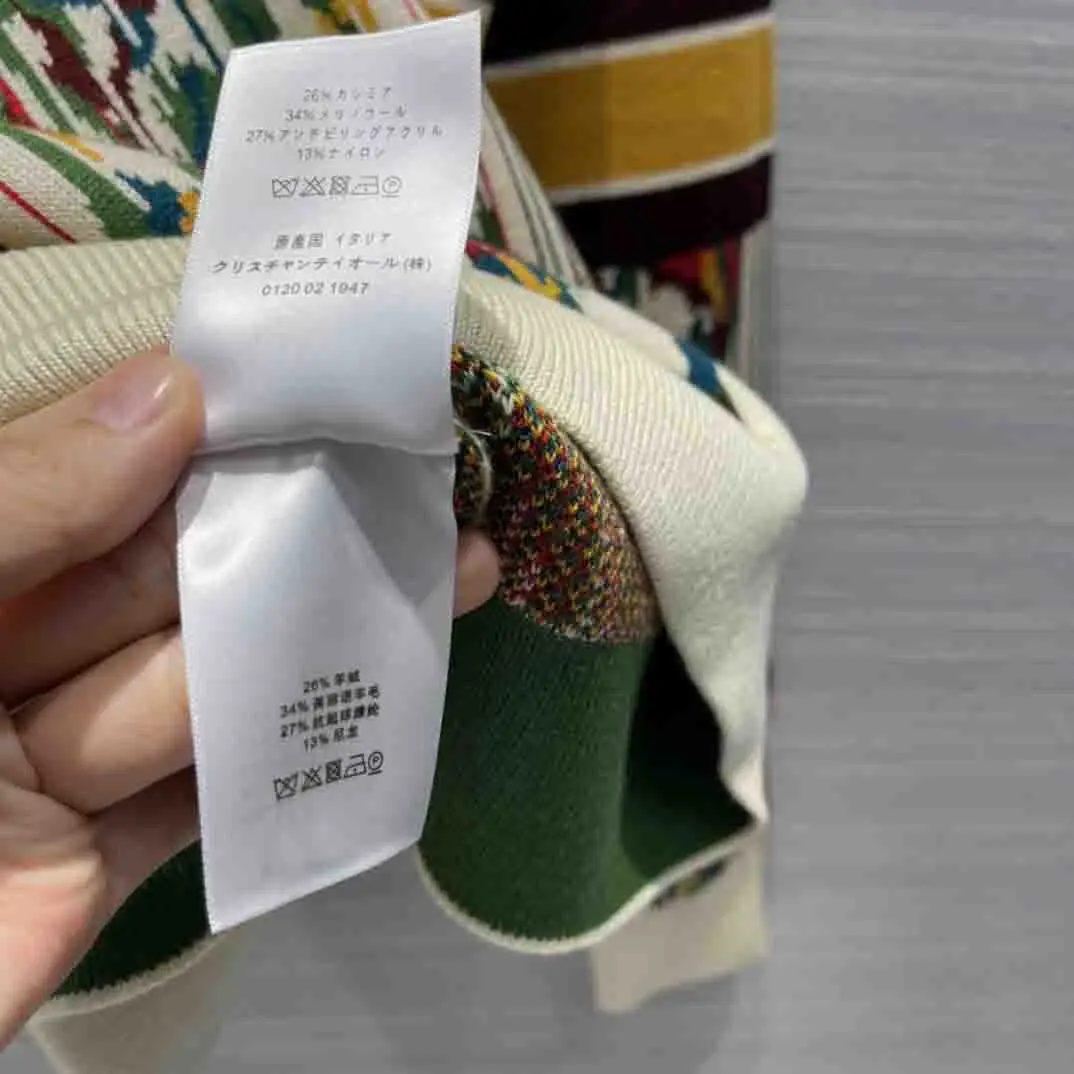 26%カシミア
34%メリノウール
27%アンチピリングアクリル
13%ナイロン
P
原産国 イタリア
クリスチャンディオール(株)
0120 02 1947
26% 羊绒
34% 美丽诺羊毛
27% 抗起球腈纶
13% 尼龙
P